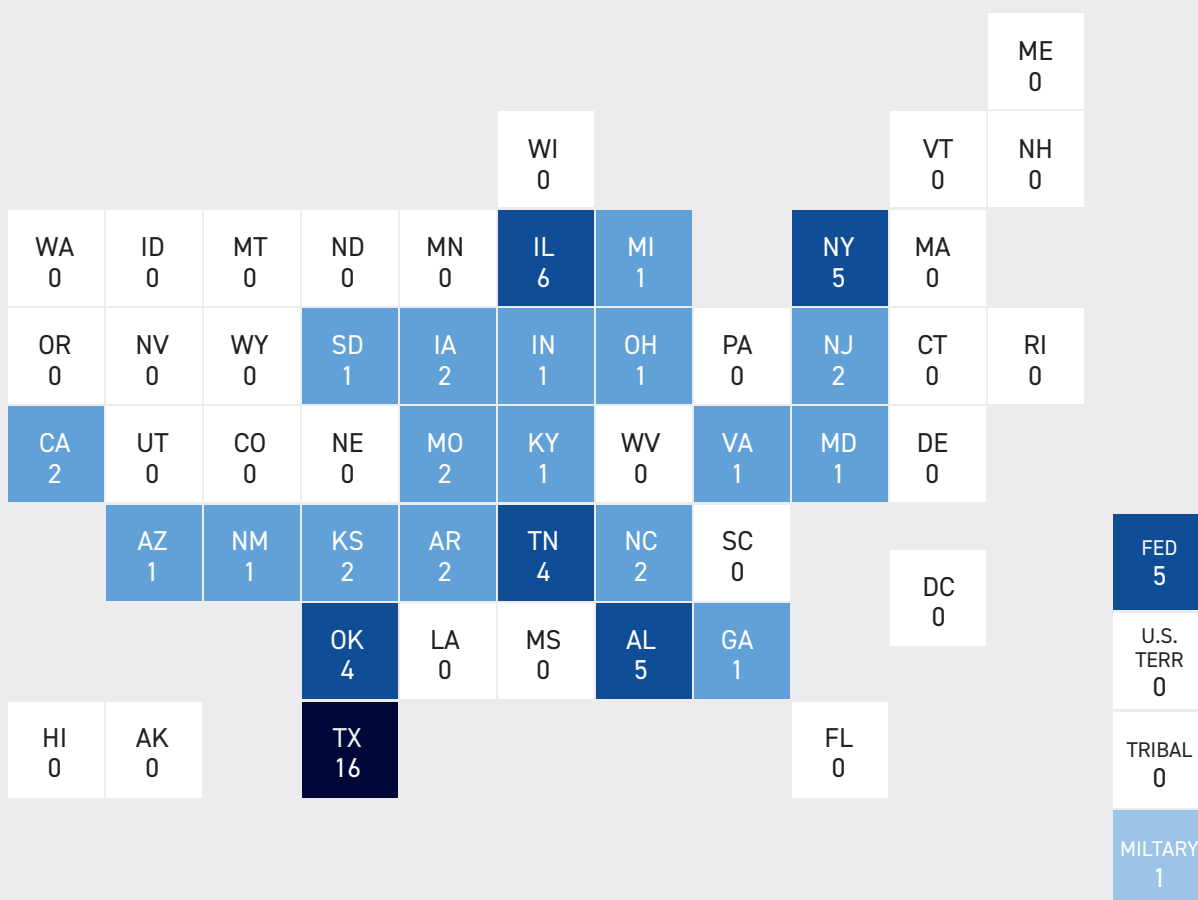 ME
0
WI
0
VT
0
NH
0
WA
0
ID
0
MT
0
ND
0
MN
0
IL
6
MI
1
NY
5
MA
0
OR
0
NV
0
WY
0
SD
1
IA
2
IN
1
OH
1
PA
0
NJ
2
CT
0
RI
0
CA
2
UT
0
CO
0
NE
0
MO
2
KY
1
WV
0
VA
1
MD
1
DE
0
AZ
1
NM
1
KS
2
AR
2
TN
4
NC
2
SC
0
DC
0
FED
5
OK
4
LA
0
MS
0
AL
5
GA
1
U.S.
TERR
0
HI
0
AK
0
TX
16
FL
0
TRIBAL
0
MILTARY
1